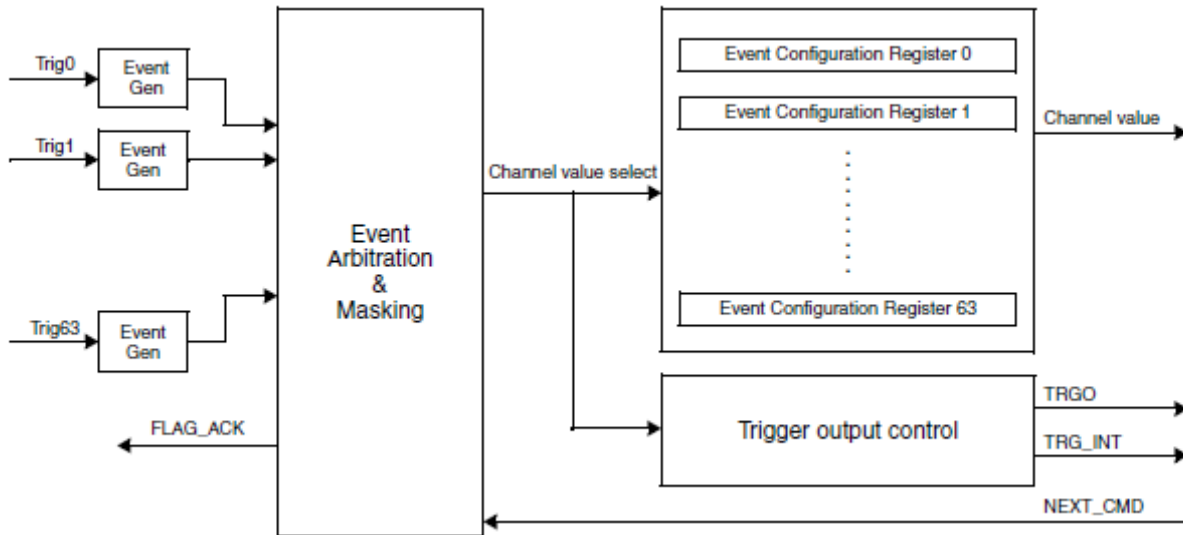 Trig0
Event
Gen
Trig1
Event
Gen
Trig63
Event
Gen
FLAG_ACK
Event
Arbitration
&
Masking
Channel value select
Event Configuration Register 0
Event Configuration Register 1
Event Configuration Register 63
Channel value
Trigger output control
TRGO
TRG_INT
NEXT_CMD